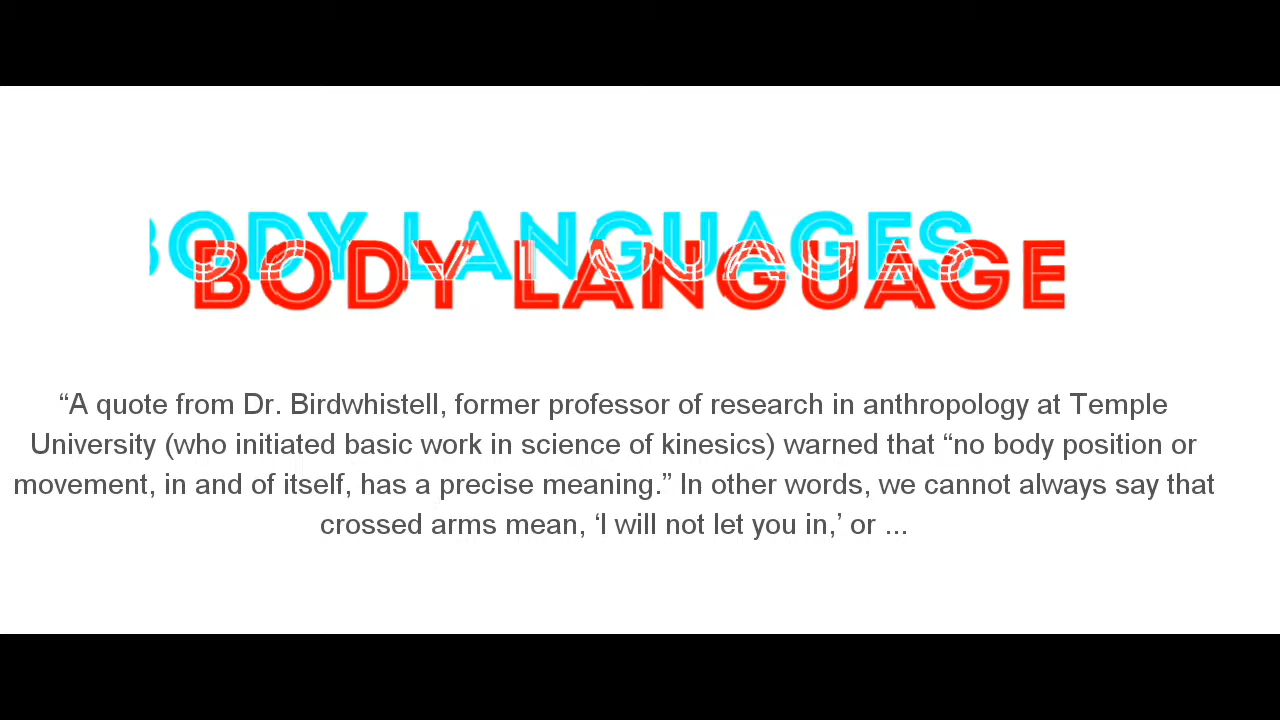 BODY LANGUAGES
BODY LANGUAGE
“A quote from Dr. Birdwhistell, former professor of research in anthropology at Temple
University (who initiated basic work in science of kinesics) warned that “no body position or
movement, in and of itself, has a precise meaning.” In other words, we cannot always say that
crossed arms mean, ‘I will not let you in,’ or ...